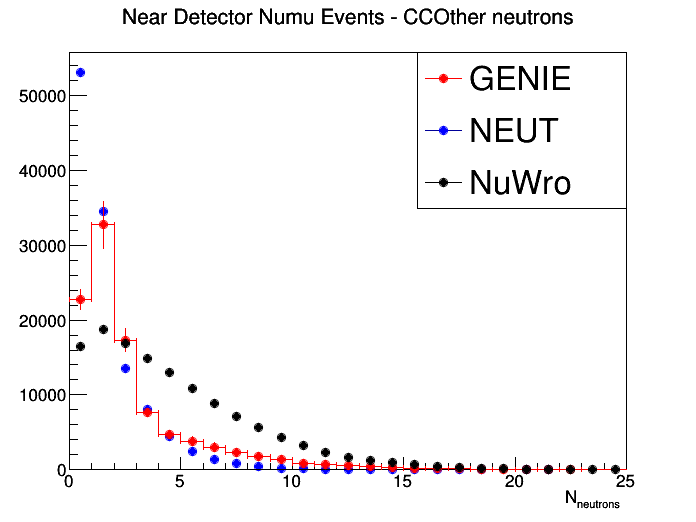 Near Detector Numu Events - CCOther neutrons
GENIE
NEUT
NuWro
50000
40000
30000
20000
10000
0
0 5 10 15 20 25
N_neutrons